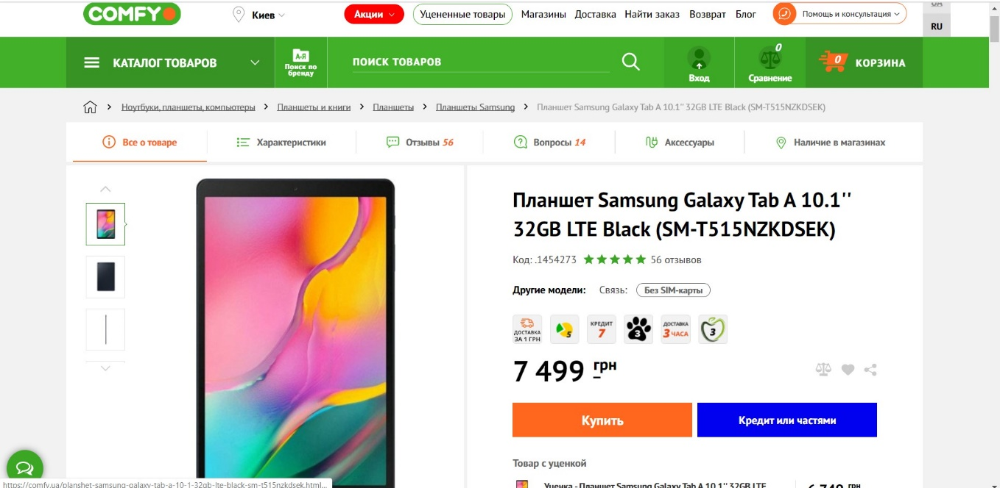 COMFY
Киев
Акции
Уцененные товары
Магазины
Доставка
Найти заказ
Возврат
Блог
Помощь и консультация
UA
RU
КАТАЛОГ ТОВАРОВ
А-Я
Поиск по
бренду
ПОИСК ТОВАРОВ
Вход
0
Сравнение
0
КОРЗИНА
Ноутбуки, планшеты, компьютеры
Планшеты и книги
Планшеты
Планшеты Samsung
Планшет Samsung Galaxy Tab A 10.1'' 32GB LTE Black (SM-T515NZKDSEK)
Все о товаре
Характеристики
Отзывы 56
Вопросы 14
Аксессуары
Наличие в магазинах
Планшет Samsung Galaxy Tab A 10.1''
32GB LTE Black (SM-T515NZKDSEK)
Код: .1454273
56 отзывов
Другие модели:
Связь:
Без SIM-карты
ДОСТАВКА
ЗА 1 ГРН
5
КРЕДИТ
7
3
ДОСТАВКА
3 ЧАСА
3
7 499 грн
Купить
Кредит или частями
Товар с уценкой
Уценка - Планшет Samsung Galaxy Tab A 10.1'' 32GB LTE
6 749 грн
https://comfy.ua/planshet-samsung-galaxy-tab-a-10-1-32gb-lte-black-sm-t515nzkdsek.html...